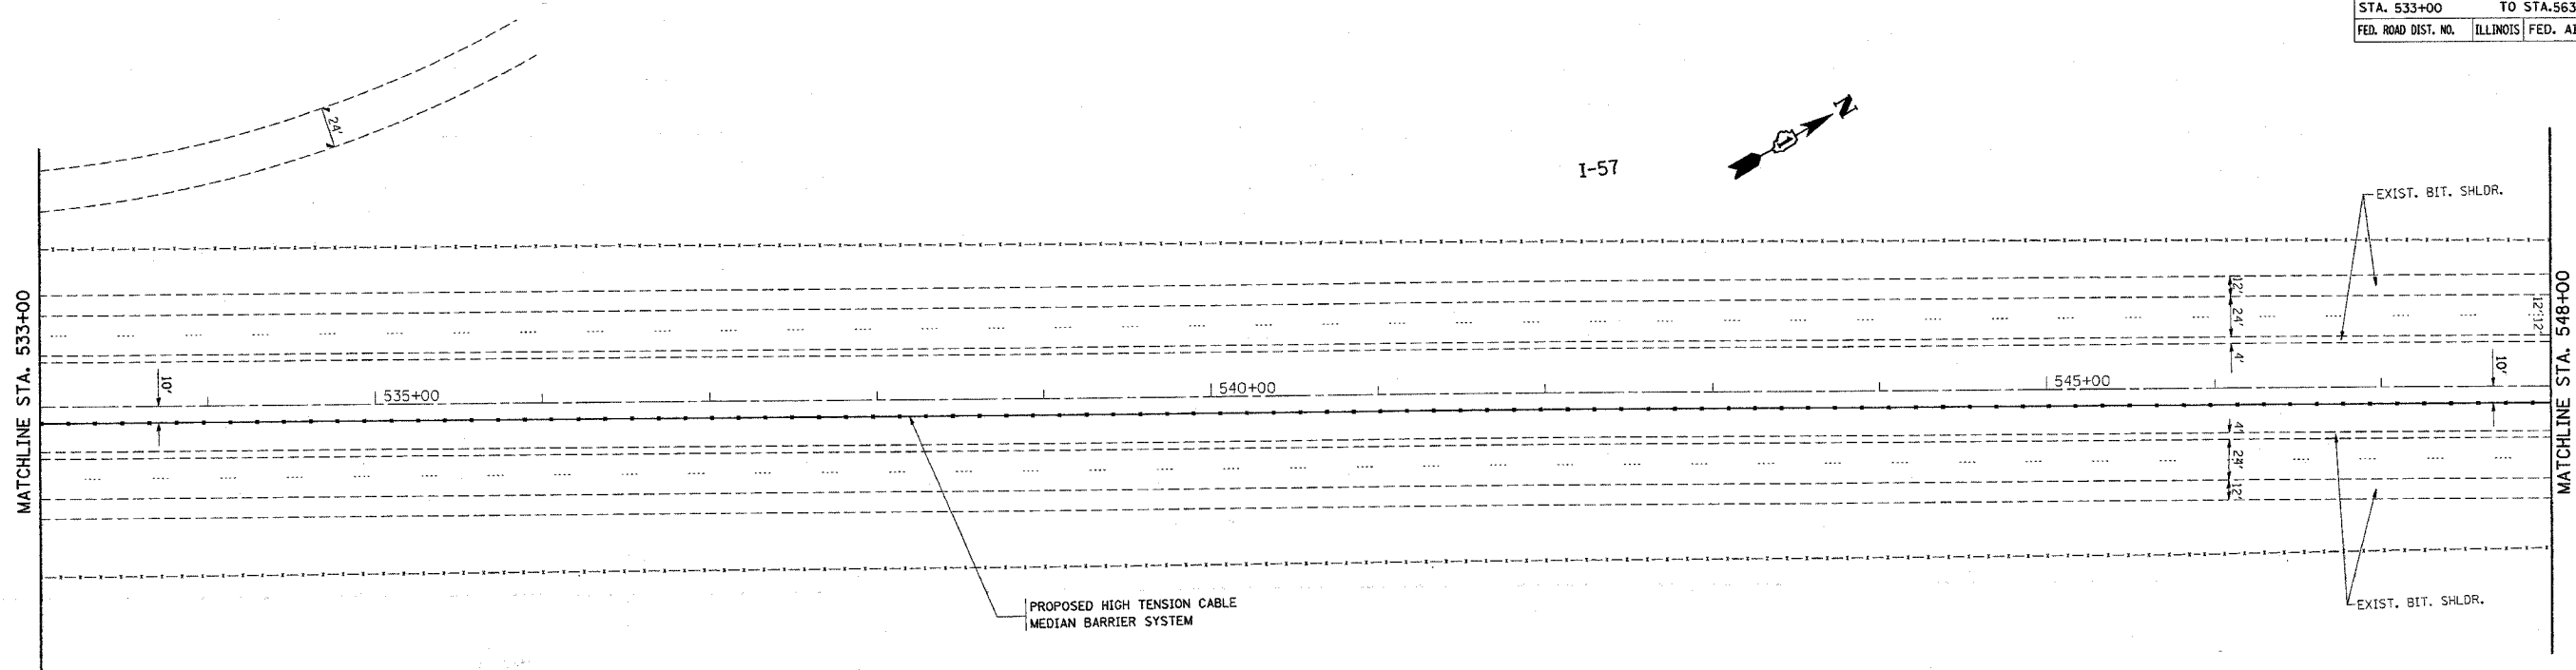 STA. 533+00 TO STA.563
FED. ROAD DIST. NO. ILLINOIS FED.
24'
N
1
I-57
EXIST. BIT. SHLDR.
MATCHLINE STA. 533+00
MATCHLINE STA. 548+00
12'
24'
4'
12' 12'
10'
10'
535+00
540+00
545+00
4'
24'
12'
PROPOSED HIGH TENSION CABLE
MEDIAN BARRIER SYSTEM
EXIST. BIT. SHLDR.